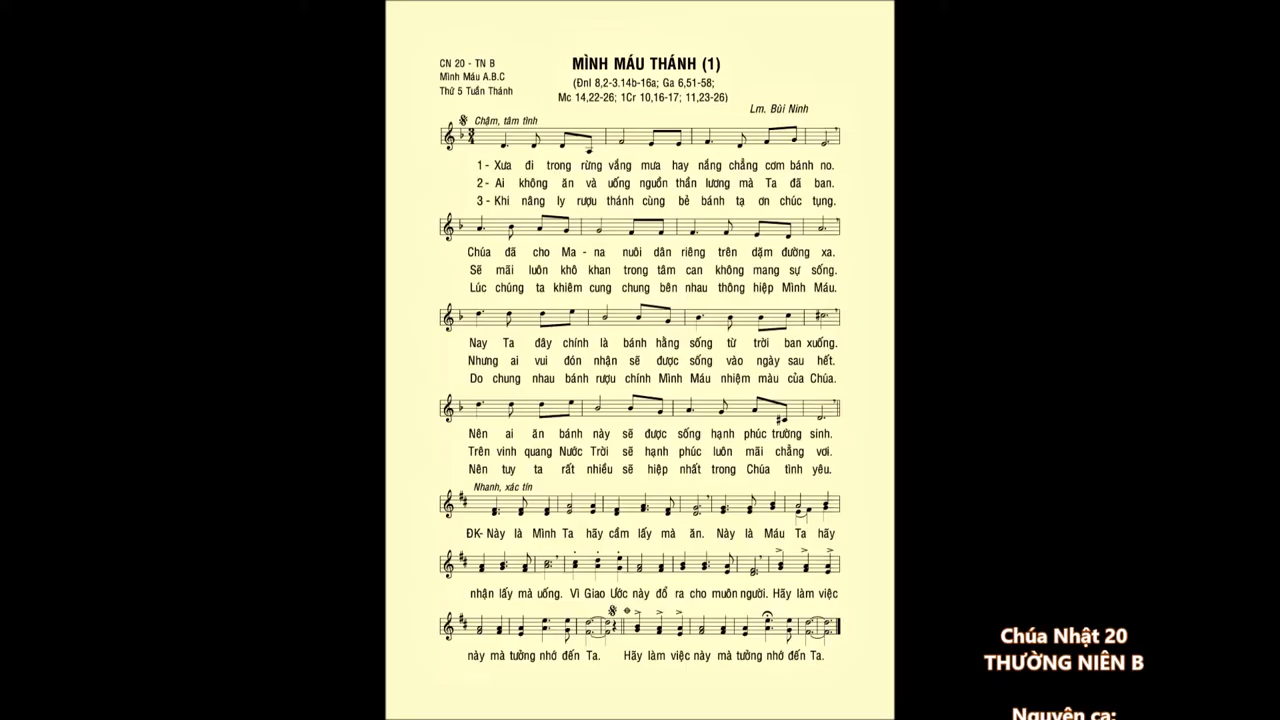 CN 20 - TN B
Mình Máu A.B.C
Thứ 5 Tuần Thánh
MÌNH MÁU THÁNH (1)
(Đnl 8,2-3.14b-16a; Ga 6,51-58;
Mc 14,22-26; 1Cr 10,16-17; 11,23-26)
Lm. Bùi Ninh
Chậm, tâm tình
1- Xưa đi trong rừng vắng mưa hay nắng chẳng cơm bánh no.
2- Ai không ăn và uống nguồn thần lương mà Ta đã ban.
3- Khi nâng ly rượu thánh cùng bẻ bánh tạ ơn chúc tụng.
Chúa đã cho Ma - na nuôi dân riêng trên dặm đường xa.
Sẽ mãi luôn khô khan trong tâm can không mang sự sống.
Lúc chúng ta khiêm cung chung bên nhau thông hiệp Mình Máu.
Nay Ta đây chính là bánh hằng sống từ trời ban xuống.
Nhưng ai vui đón nhận sẽ được sống vào ngày sau hết.
Do chung nhau bánh rượu chính Mình Máu nhiệm màu của Chúa.
Nên ai ăn bánh này sẽ được sống hạnh phúc trường sinh.
Trên vinh quang Nước Trời sẽ hạnh phúc luôn mãi chẳng vơi.
Nên tuy ta rất nhiều sẽ hiệp nhất trong Chúa tình yêu.
Nhanh, xác tín
ĐK- Này là Mình Ta hãy cầm lấy mà ăn. Này là Máu Ta hãy
nhận lấy mà uống. Vì Giao Ước này đổ ra cho muôn người. Hãy làm việc
này mà tưởng nhớ đến Ta. Hãy làm việc này mà tưởng nhớ đến Ta.
Chúa Nhật 20
THƯỜNG NIÊN B
Nguyện ca: